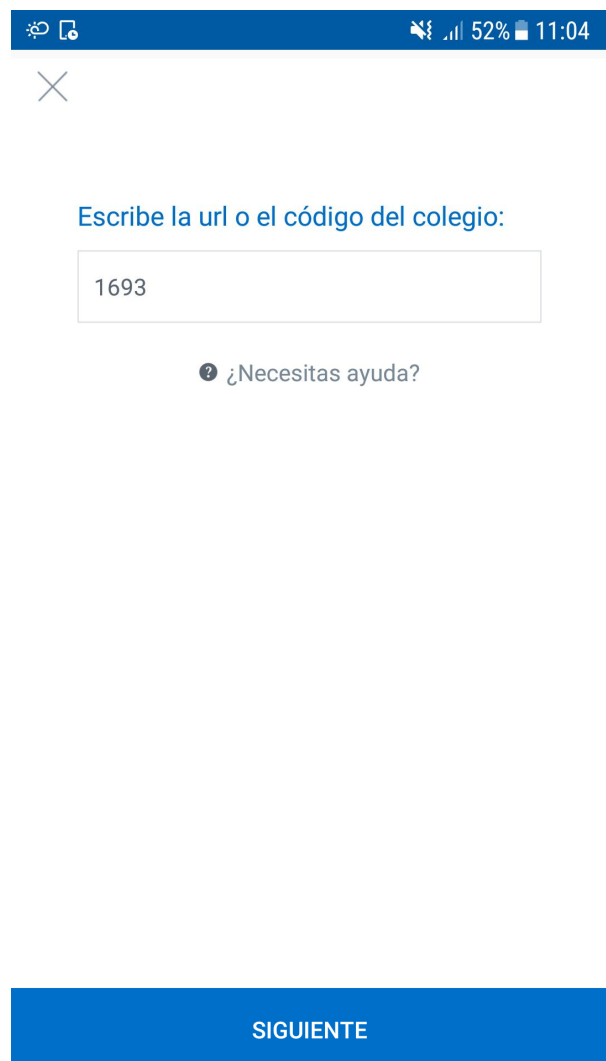 52% 11:04
Escribe la url o el código del colegio:
1693
¿Necesitas ayuda?
SIGUIENTE